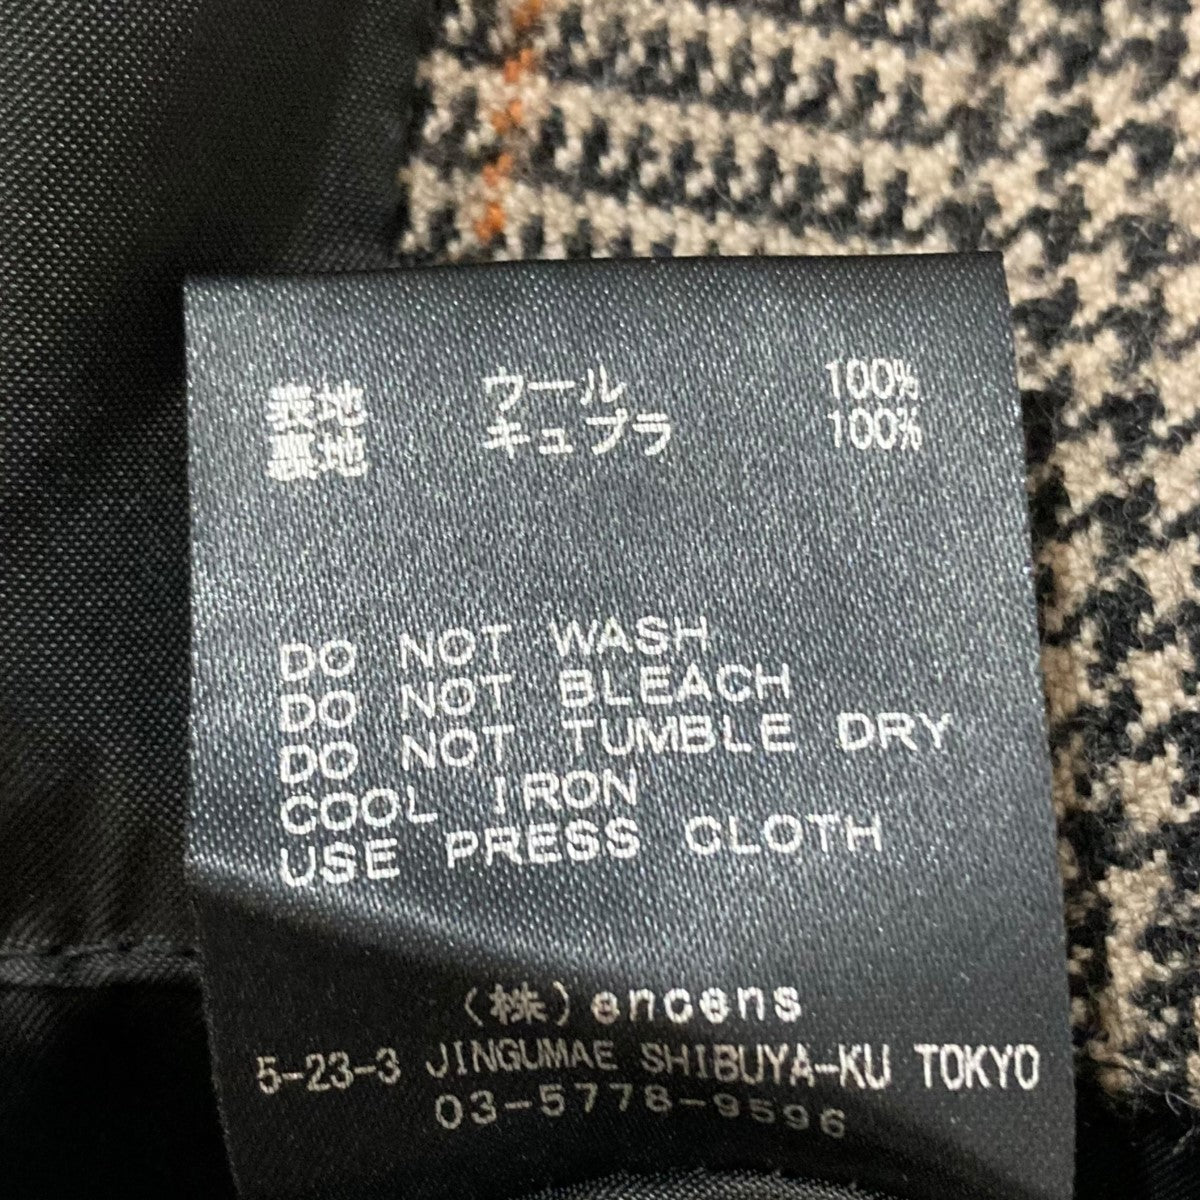 表地 ウール 100%
裏地 キュプラ 100%
DO NOT WASH
DO NOT BLEACH
DO NOT TUMBLE DRY
COOL IRON
USE PRESS CLOTH
(株)encens
5-23-3 JINGUMAE SHIBUYA-KU TOKYO
03-5778-9596